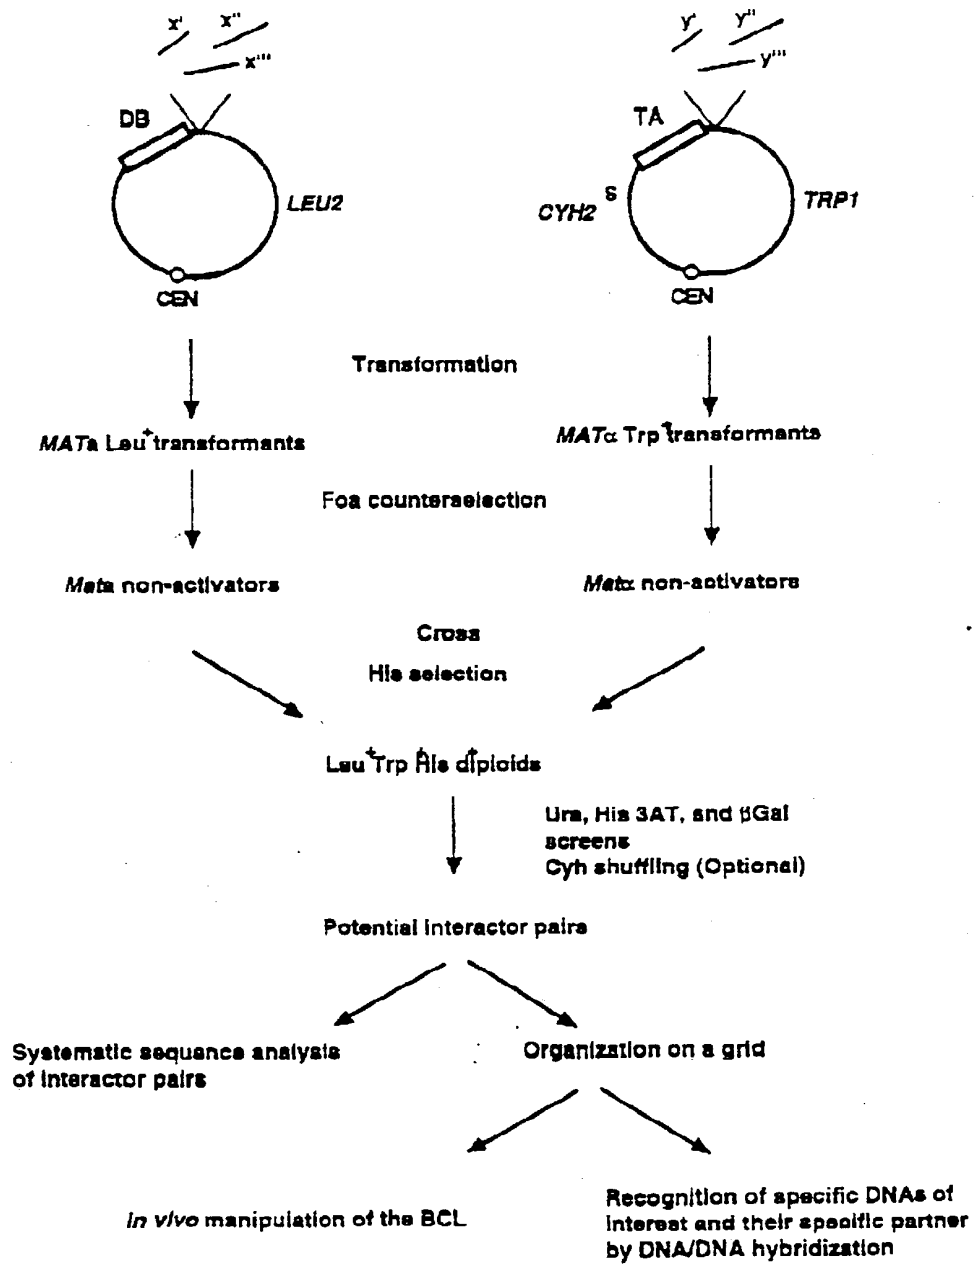 x' x'' y' y''
x''' y'''
DB TA
LEU2 CYH2 S TRP1
CEN CEN
Transformation
MATa Leu+ transformants MATα Trp+ transformants
Foa counterselection
Mata non-activators Matα non-activators
Cross
His selection
Leu+ Trp+ His+ diploids
Ura, His 3AT, and βGal
screens
Cyh shuffling (Optional)
Potential interactor pairs
Systematic sequence analysis
of interactor pairs
Organization on a grid
in vivo manipulation of the BCL
Recognition of specific DNAs of
interest and their specific partner
by DNA/DNA hybridization